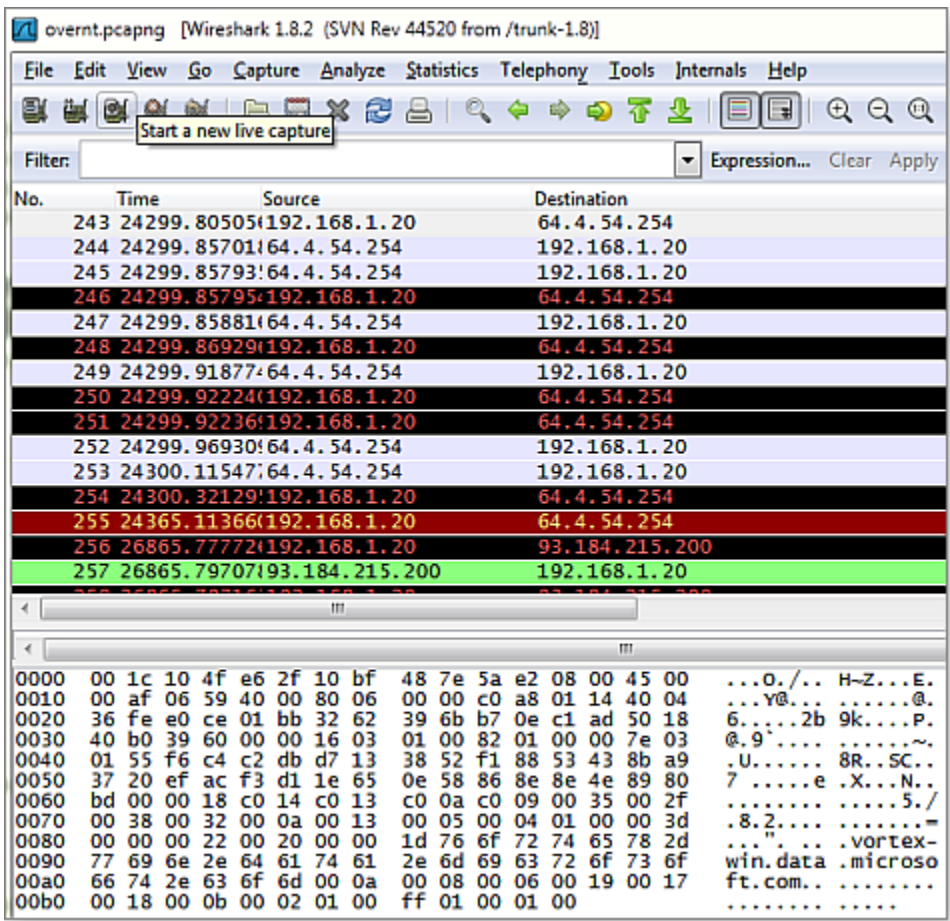 overnt.pcapng [Wireshark 1.8.2 (SVN Rev 44520 from /trunk-1.8)]
File Edit View Go Capture Analyze Statistics Telephony Tools Internals Help
Start a new live capture
Filter: Expression... Clear Apply
No. Time Source Destination
243 24299.80505 192.168.1.20 64.4.54.254
244 24299.85701 64.4.54.254 192.168.1.20
245 24299.85793 64.4.54.254 192.168.1.20
246 24299.85795 192.168.1.20 64.4.54.254
247 24299.85881 64.4.54.254 192.168.1.20
248 24299.86929 192.168.1.20 64.4.54.254
249 24299.91877 64.4.54.254 192.168.1.20
250 24299.92224 192.168.1.20 64.4.54.254
251 24299.92236 192.168.1.20 64.4.54.254
252 24299.96930 64.4.54.254 192.168.1.20
253 24300.11547 64.4.54.254 192.168.1.20
254 24300.32129 192.168.1.20 64.4.54.254
255 24365.11366 192.168.1.20 64.4.54.254
256 26865.77772 192.168.1.20 93.184.215.200
257 26865.79707 93.184.215.200 192.168.1.20
0000 00 1c 10 4f e6 2f 10 bf 48 7e 5a e2 08 00 45 00 ...O./.. H~Z...E.
0010 00 af 06 59 40 00 80 06 00 00 c0 a8 01 14 40 04 ...Y@... ......@.
0020 36 fe e0 ce 01 bb 32 62 39 6b b7 0e c1 ad 50 18 6.....2b 9k....P.
0030 40 b0 39 60 00 00 16 03 01 00 82 01 00 00 7e 03 @.9`.... ......~.
0040 01 55 f6 c4 c2 db d7 13 38 52 f1 88 53 43 8b a9 .U...... 8R..SC..
0050 37 20 ef ac f3 d1 1e 65 0e 58 86 8e 8e 4e 89 80 7 .....e .X...N..
0060 bd 00 00 18 c0 14 c0 13 c0 0a c0 09 00 35 00 2f ........ .....5./
0070 00 38 00 32 00 0a 00 13 00 05 00 04 01 00 00 3d .8.2.... .......=
0080 00 00 00 22 00 20 00 00 1d 76 6f 72 74 65 78 2d ...". .. .vortex-
0090 77 69 6e 2e 64 61 74 61 2e 6d 69 63 72 6f 73 6f win.data .microso
00a0 66 74 2e 63 6f 6d 00 0a 00 08 00 06 00 19 00 17 ft.com.. ........
00b0 00 18 00 0b 00 02 01 00 ff 01 00 01 00 ........ .....